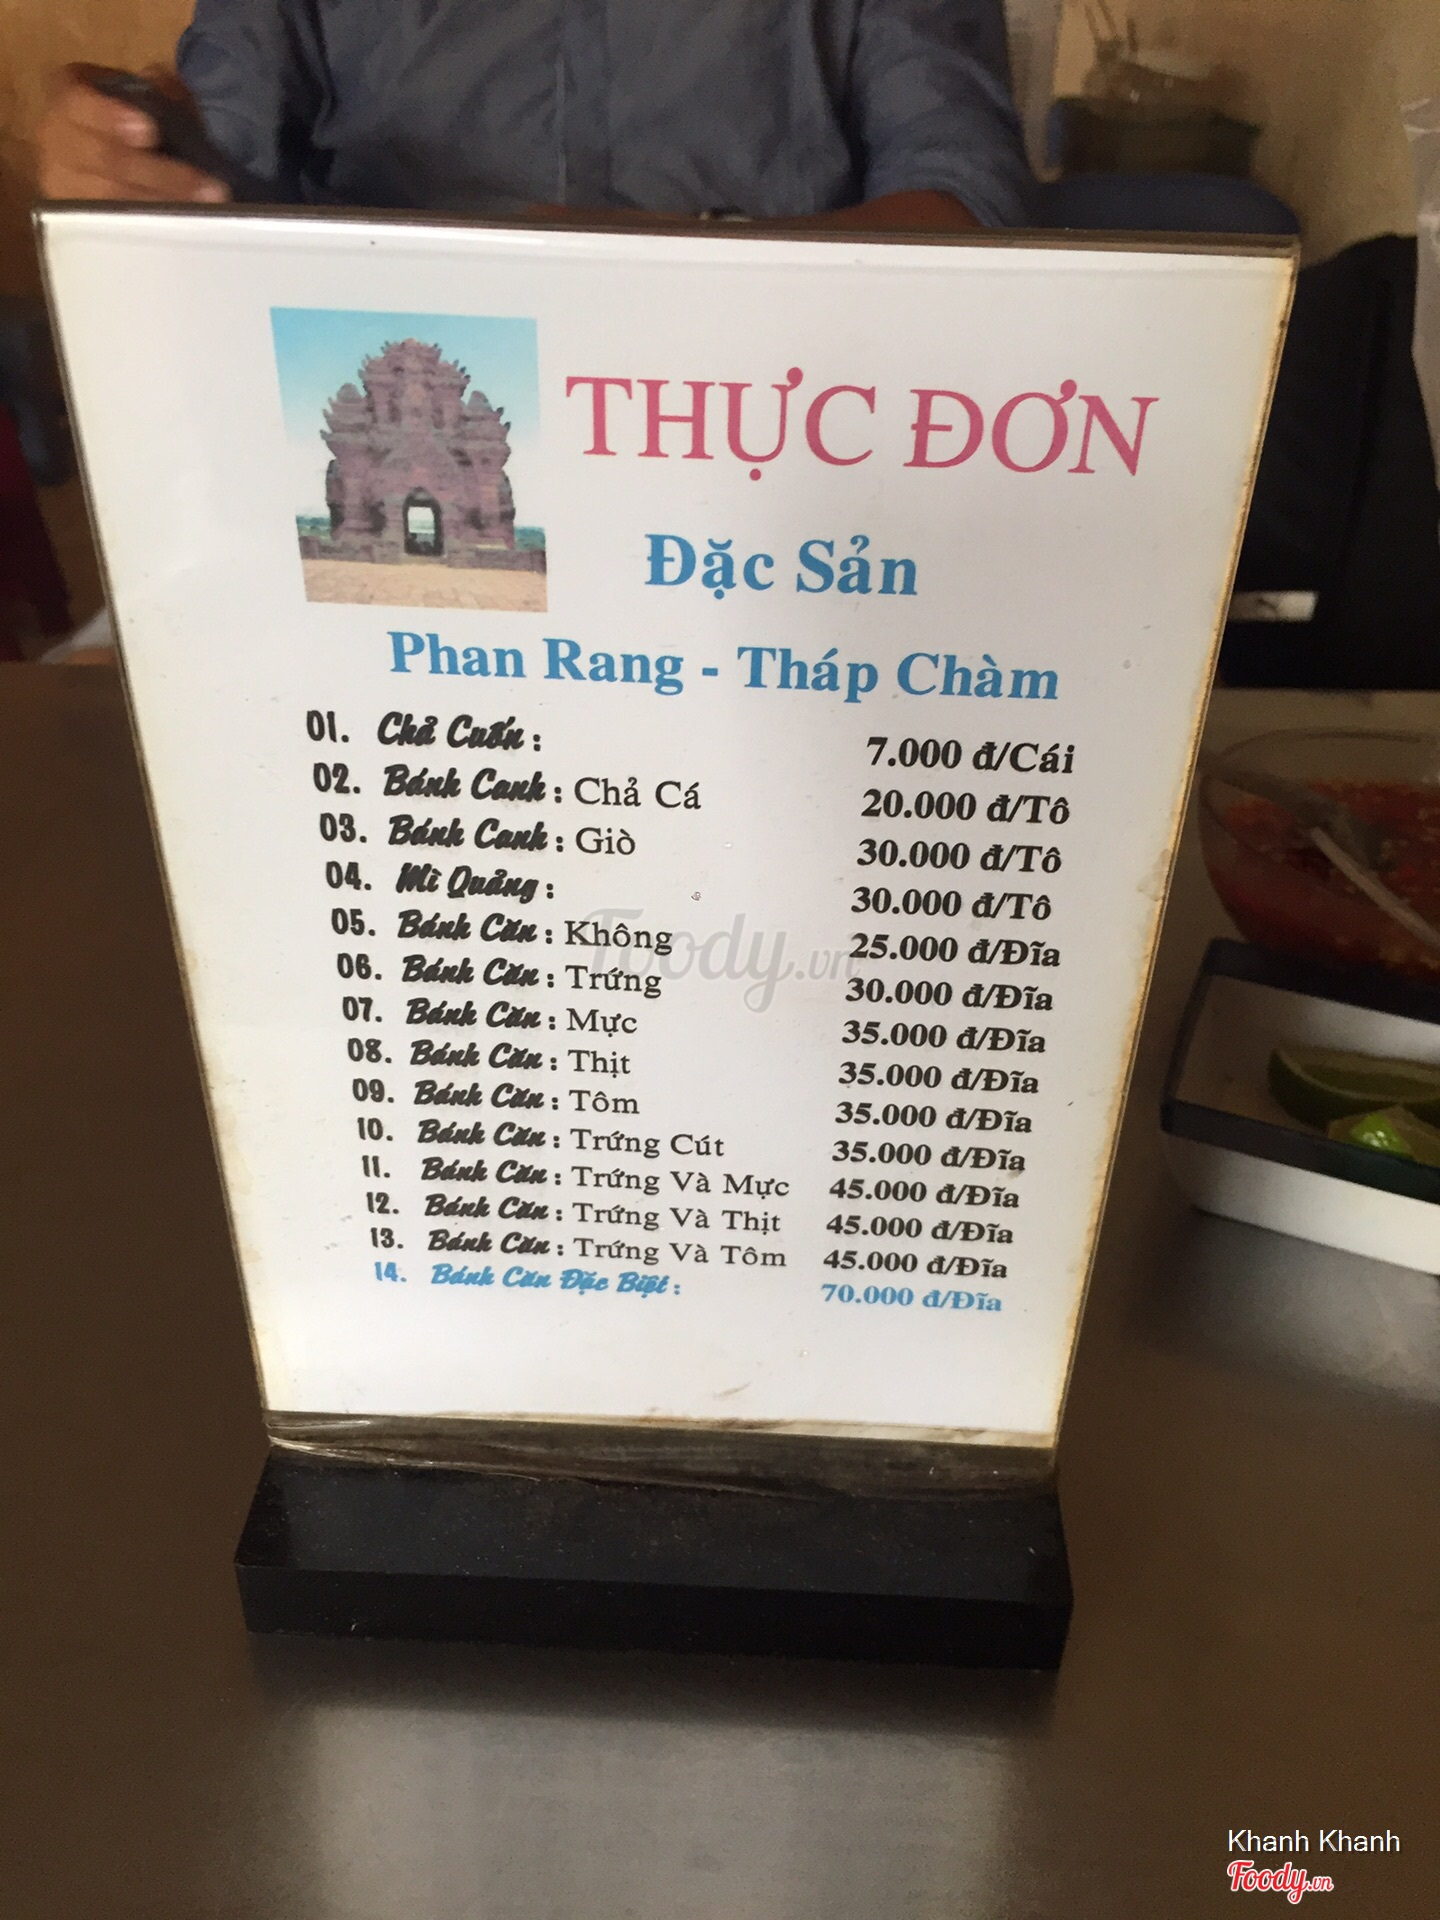 THỰC ĐƠN
Đặc Sản
Phan Rang - Tháp Chàm
01. Chả Cuốn : 7.000 đ/Cái
02. Bánh Canh : Chả Cá 20.000 đ/Tô
03. Bánh Canh : Giò 30.000 đ/Tô
04. Mì Quảng : 30.000 đ/Tô
05. Bánh Căn : Không 25.000 đ/Đĩa
06. Bánh Căn : Trứng 30.000 đ/Đĩa
07. Bánh Căn : Mực 35.000 đ/Đĩa
08. Bánh Căn : Thịt 35.000 đ/Đĩa
09. Bánh Căn : Tôm 35.000 đ/Đĩa
10. Bánh Căn : Trứng Cút 35.000 đ/Đĩa
11. Bánh Căn : Trứng Và Mực 45.000 đ/Đĩa
12. Bánh Căn : Trứng Và Thịt 45.000 đ/Đĩa
13. Bánh Căn : Trứng Và Tôm 45.000 đ/Đĩa
14. Bánh Căn Đặc Biệt : 70.000 đ/Đĩa
Foody.vn
Khanh Khanh
Foody.vn